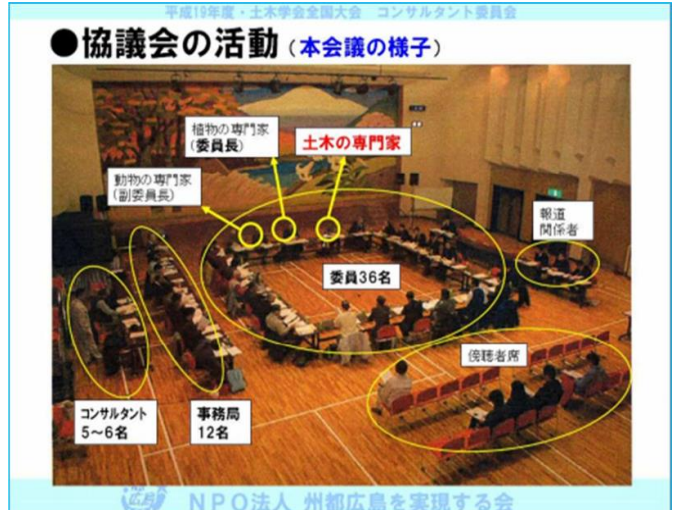 平成19年度・土木学会全国大会 コンサルタント委員会
●協議会の活動（本会議の様子）
植物の専門家
(委員長)
土木の専門家
動物の専門家
(副委員長)
報道
関係者
委員36名
傍聴者席
コンサルタント
5～6名
事務局
12名
広島
NPO法人 州都広島を実現する会